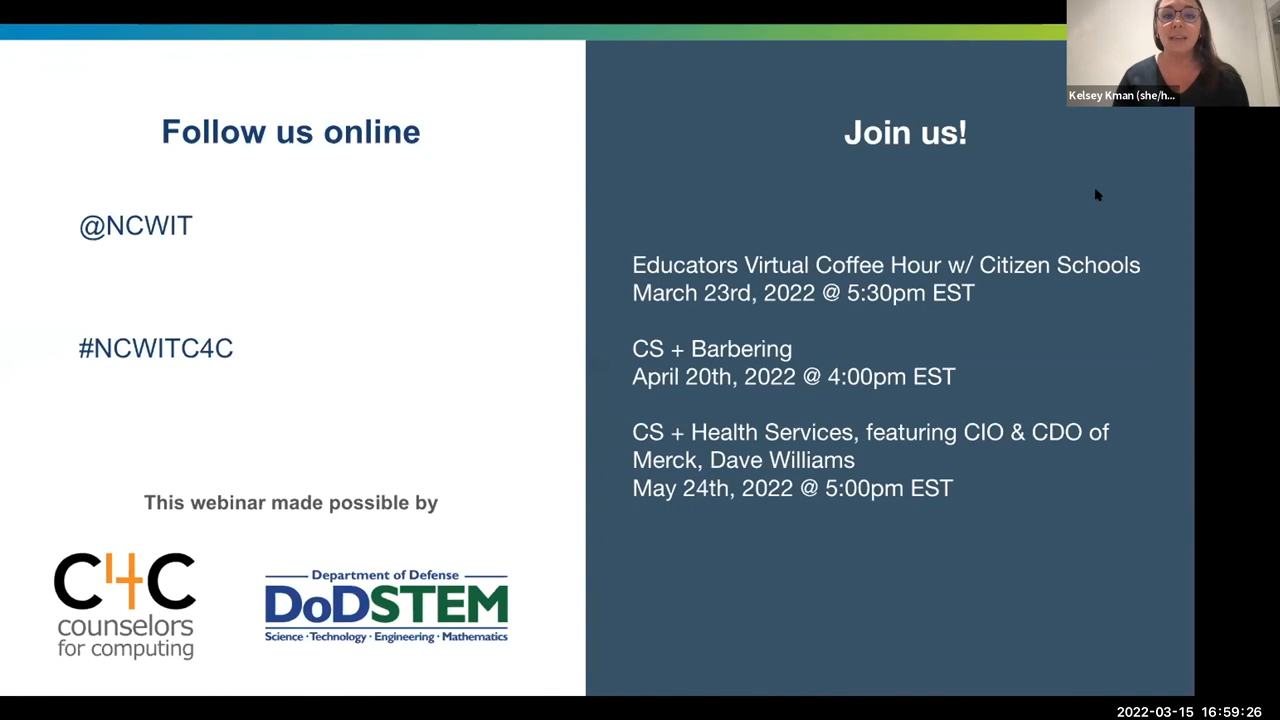 Follow us online
@NCWIT
#NCWITC4C
This webinar made possible by
C4C
counselors
for computing
Department of Defense
DoDSTEM
Science · Technology · Engineering · Mathematics
Join us!
Educators Virtual Coffee Hour w/ Citizen Schools
March 23rd, 2022 @ 5:30pm EST
CS + Barbering
April 20th, 2022 @ 4:00pm EST
CS + Health Services, featuring CIO & CDO of
Merck, Dave Williams
May 24th, 2022 @ 5:00pm EST
Kelsey Kman (she/h...
2022-03-15 16:59:26